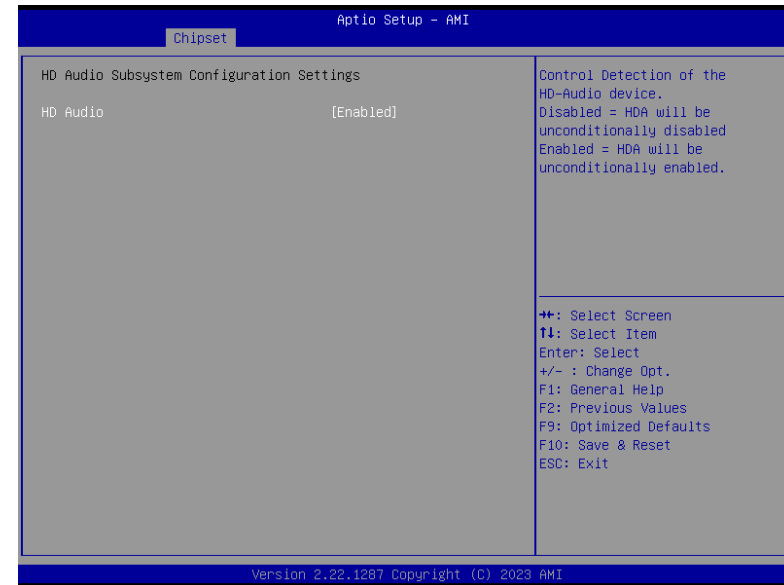 Aptio Setup – AMI
Chipset
HD Audio Subsystem Configuration Settings
HD Audio [Enabled]
Control Detection of the
HD-Audio device.
Disabled = HDA will be
unconditionally disabled
Enabled = HDA will be
unconditionally enabled.
→←: Select Screen
↑↓: Select Item
Enter: Select
+/- : Change Opt.
F1: General Help
F2: Previous Values
F9: Optimized Defaults
F10: Save & Reset
ESC: Exit
Version 2.22.1287 Copyright (C) 2023 AMI